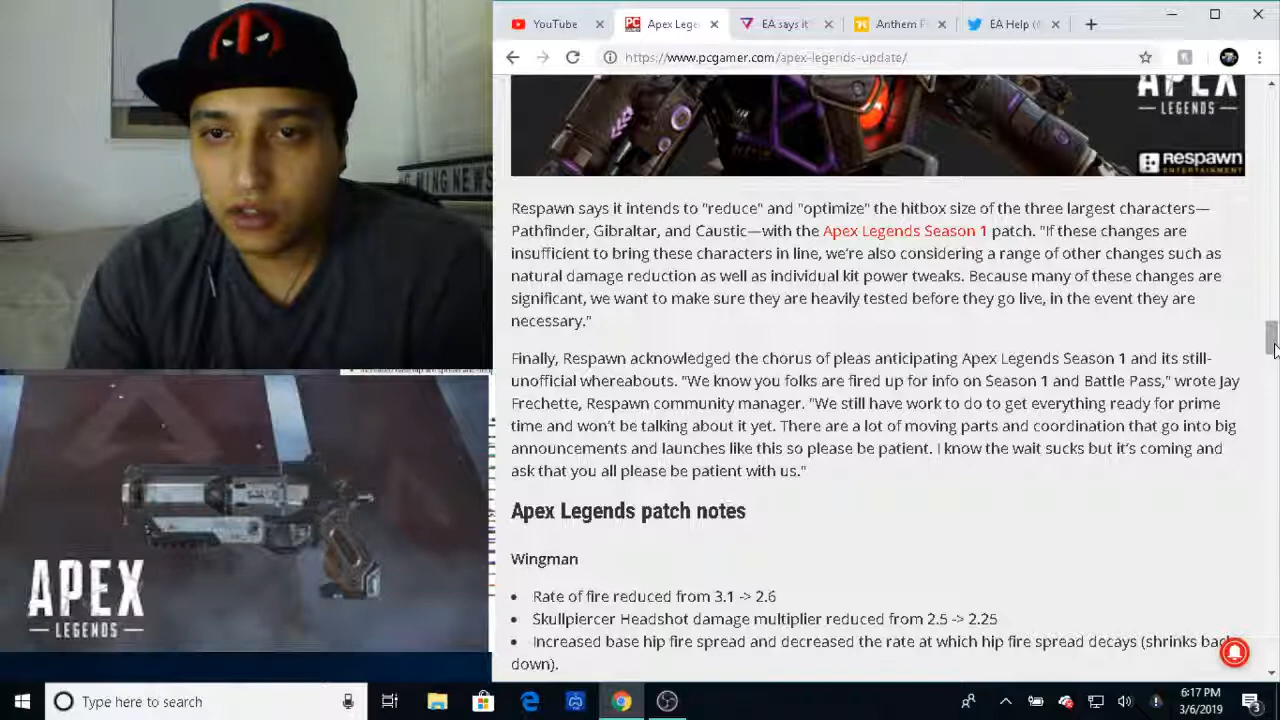 YouTube
Apex Lege
EA says it
Anthem P
EA Help (
https://www.pcgamer.com/apex-legends-update/
APEX
LEGENDS
RESPAWN
ENTERTAINMENT
Respawn says it intends to "reduce" and "optimize" the hitbox size of the three largest characters—
Pathfinder, Gibraltar, and Caustic—with the Apex Legends Season 1 patch. "If these changes are
insufficient to bring these characters in line, we're also considering a range of other changes such as
natural damage reduction as well as individual kit power tweaks. Because many of these changes are
significant, we want to make sure they are heavily tested before they go live, in the event they are
necessary."
Finally, Respawn acknowledged the chorus of pleas anticipating Apex Legends Season 1 and its still-
unofficial whereabouts. "We know you folks are fired up for info on Season 1 and Battle Pass," wrote Jay
Frechette, Respawn community manager. "We still have work to do to get everything ready for prime
time and won't be talking about it yet. There are a lot of moving parts and coordination that go into big
announcements and launches like this so please be patient. I know the wait sucks but it's coming and
ask that you all please be patient with us."
Apex Legends patch notes
Wingman
• Rate of fire reduced from 3.1 -> 2.6
• Skullpiercer Headshot damage multiplier reduced from 2.5 -> 2.25
• Increased base hip fire spread and decreased the rate at which hip fire spread decays (shrinks back
down).
NEWS
APEX
LEGENDS
Type here to search
6:17 PM
3/6/2019
3